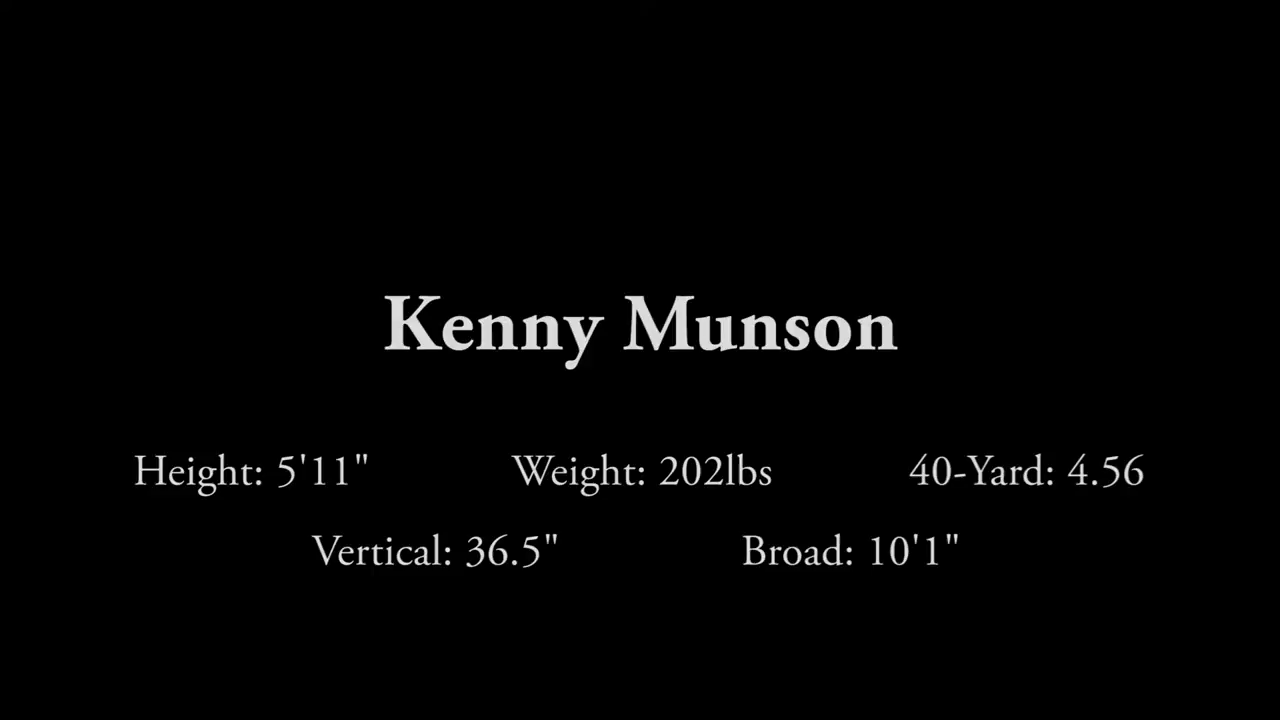 Kenny Munson
Height: 5'11" Weight: 202lbs 40-Yard: 4.56
Vertical: 36.5" Broad: 10'1"